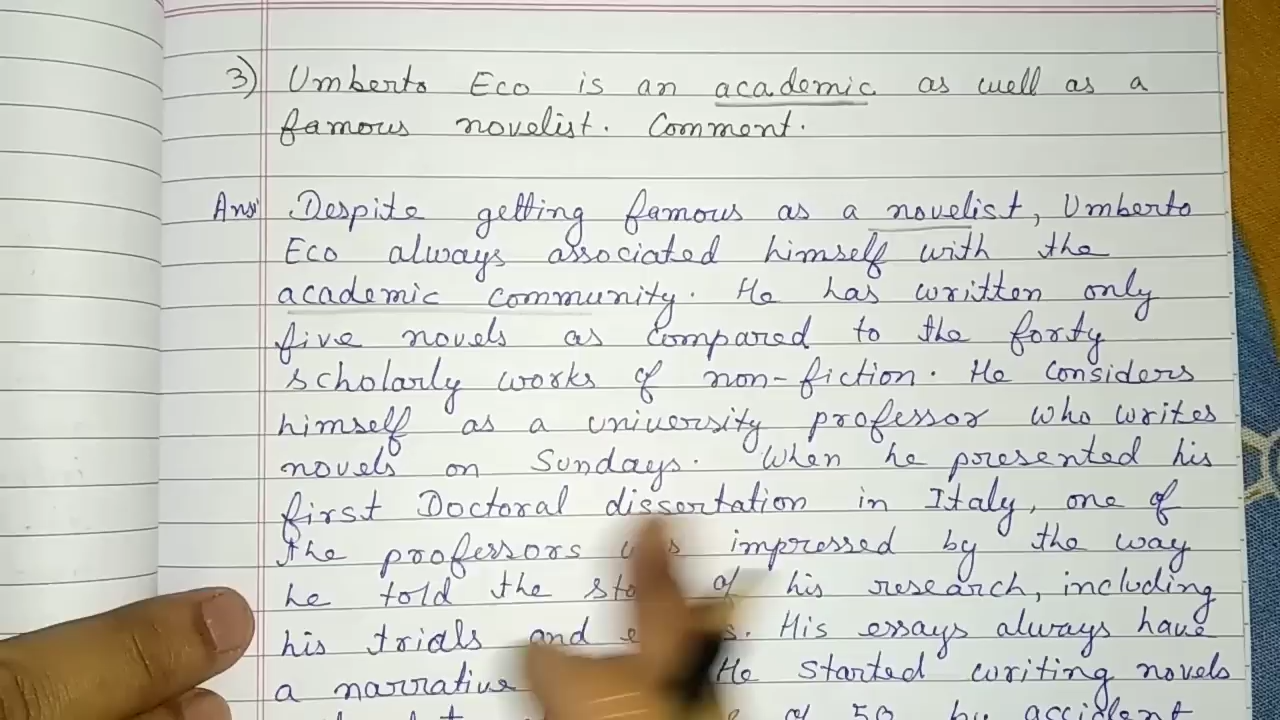 3) Umberto Eco is an academic as well as a
famous novelist. Comment.
Ans: Despite getting famous as a novelist, Umberto
Eco always associated himself with the
academic community. He has written only
five novels as compared to the forty
scholarly works of non-fiction. He considers
himself as a university professor who writes
novels on Sundays. When he presented his
first Doctoral dissertation in Italy, one of
the professors impressed by the way
he told the of his research, including
his trials and His essays always have
a narrative He started writing novels
of 50 by accident